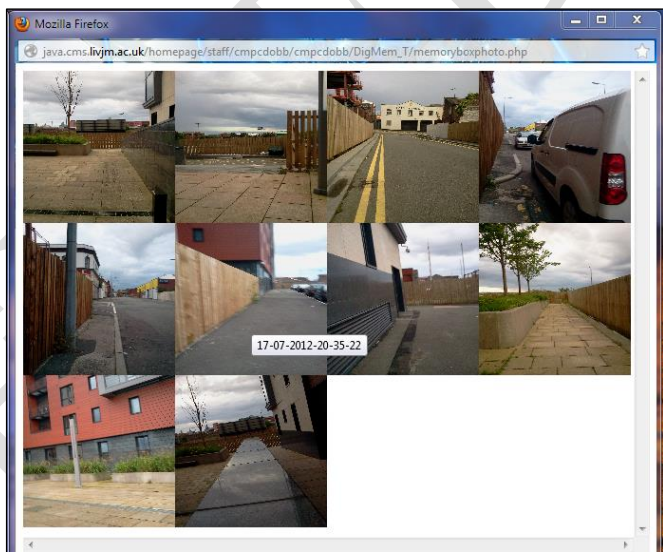 Mozilla Firefox
java.cms.livjm.ac.uk/homepage/staff/cmpcdobb/cmpcdobb/DigMem_T/memoryboxphoto.php
17-07-2012-20-35-22